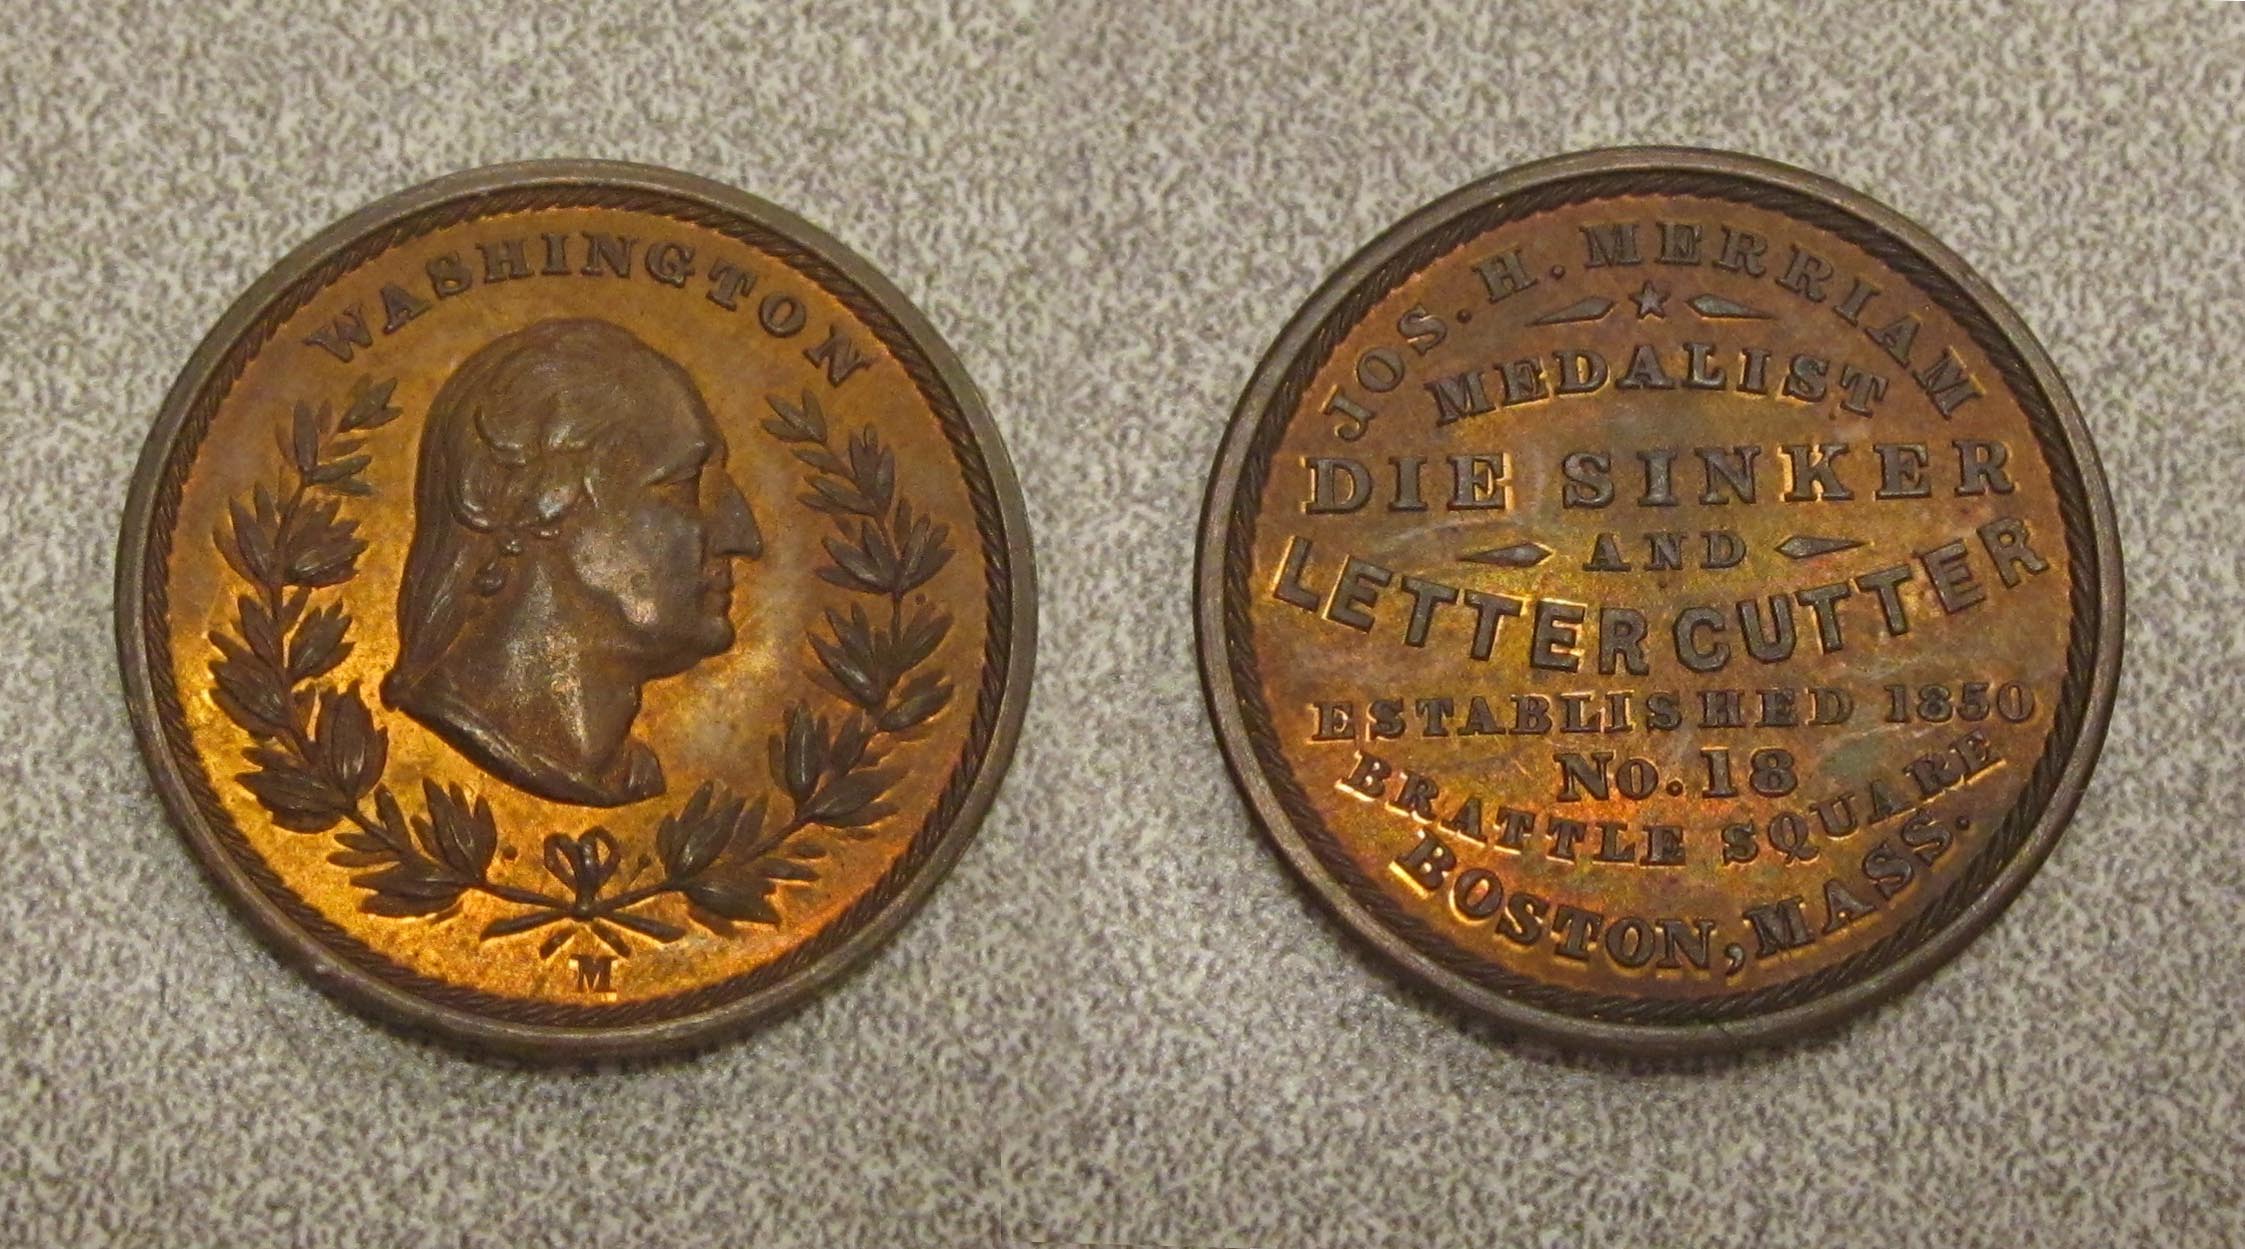 WASHINGTON
M
JOS. H. MERRIAM
MEDALIST
DIE SINKER
AND
LETTER CUTTER
ESTABLISHED 1850
No. 18
BRATTLE SQUARE
BOSTON, MASS.